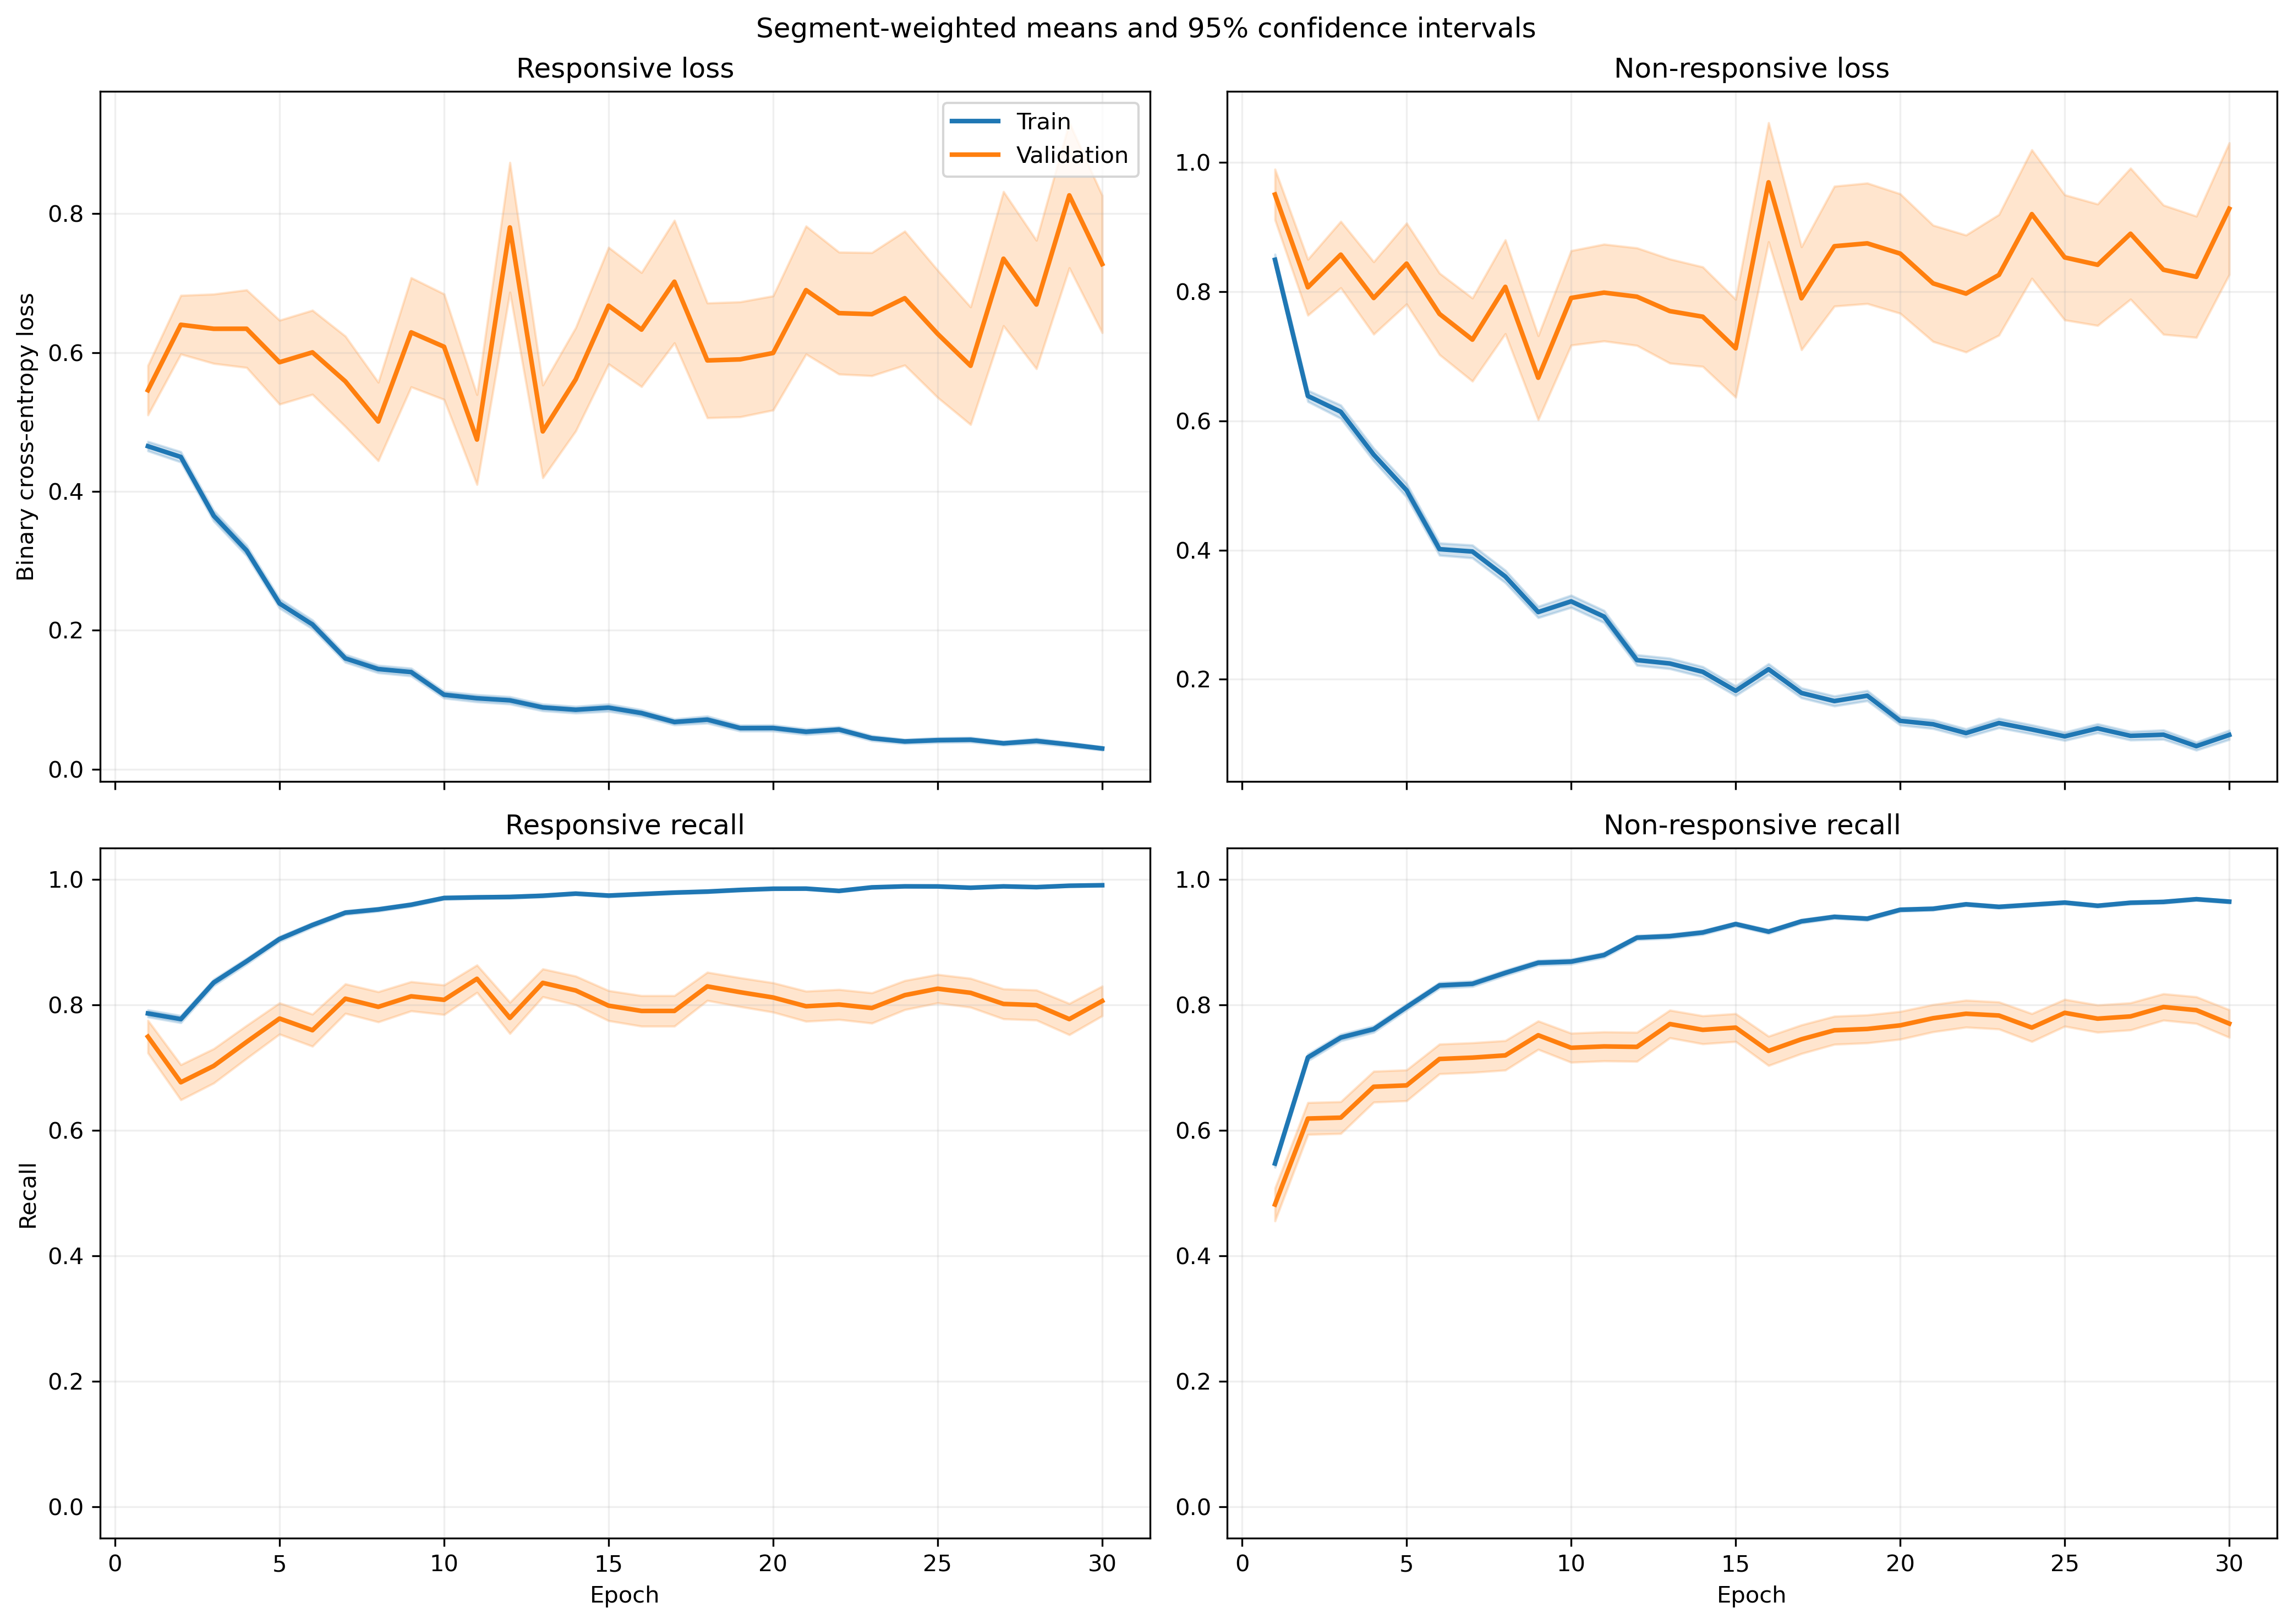 Segment-weighted means and 95% confidence intervals
Responsive loss
Non-responsive loss
Train
Validation
Binary cross-entropy loss
0.8
0.6
0.4
0.2
0.0
1.0
0.8
0.6
0.4
0.2
Responsive recall
Non-responsive recall
Recall
1.0
0.8
0.6
0.4
0.2
0.0
0 5 10 15 20 25 30
Epoch
1.0
0.8
0.6
0.4
0.2
0.0
0 5 10 15 20 25 30
Epoch